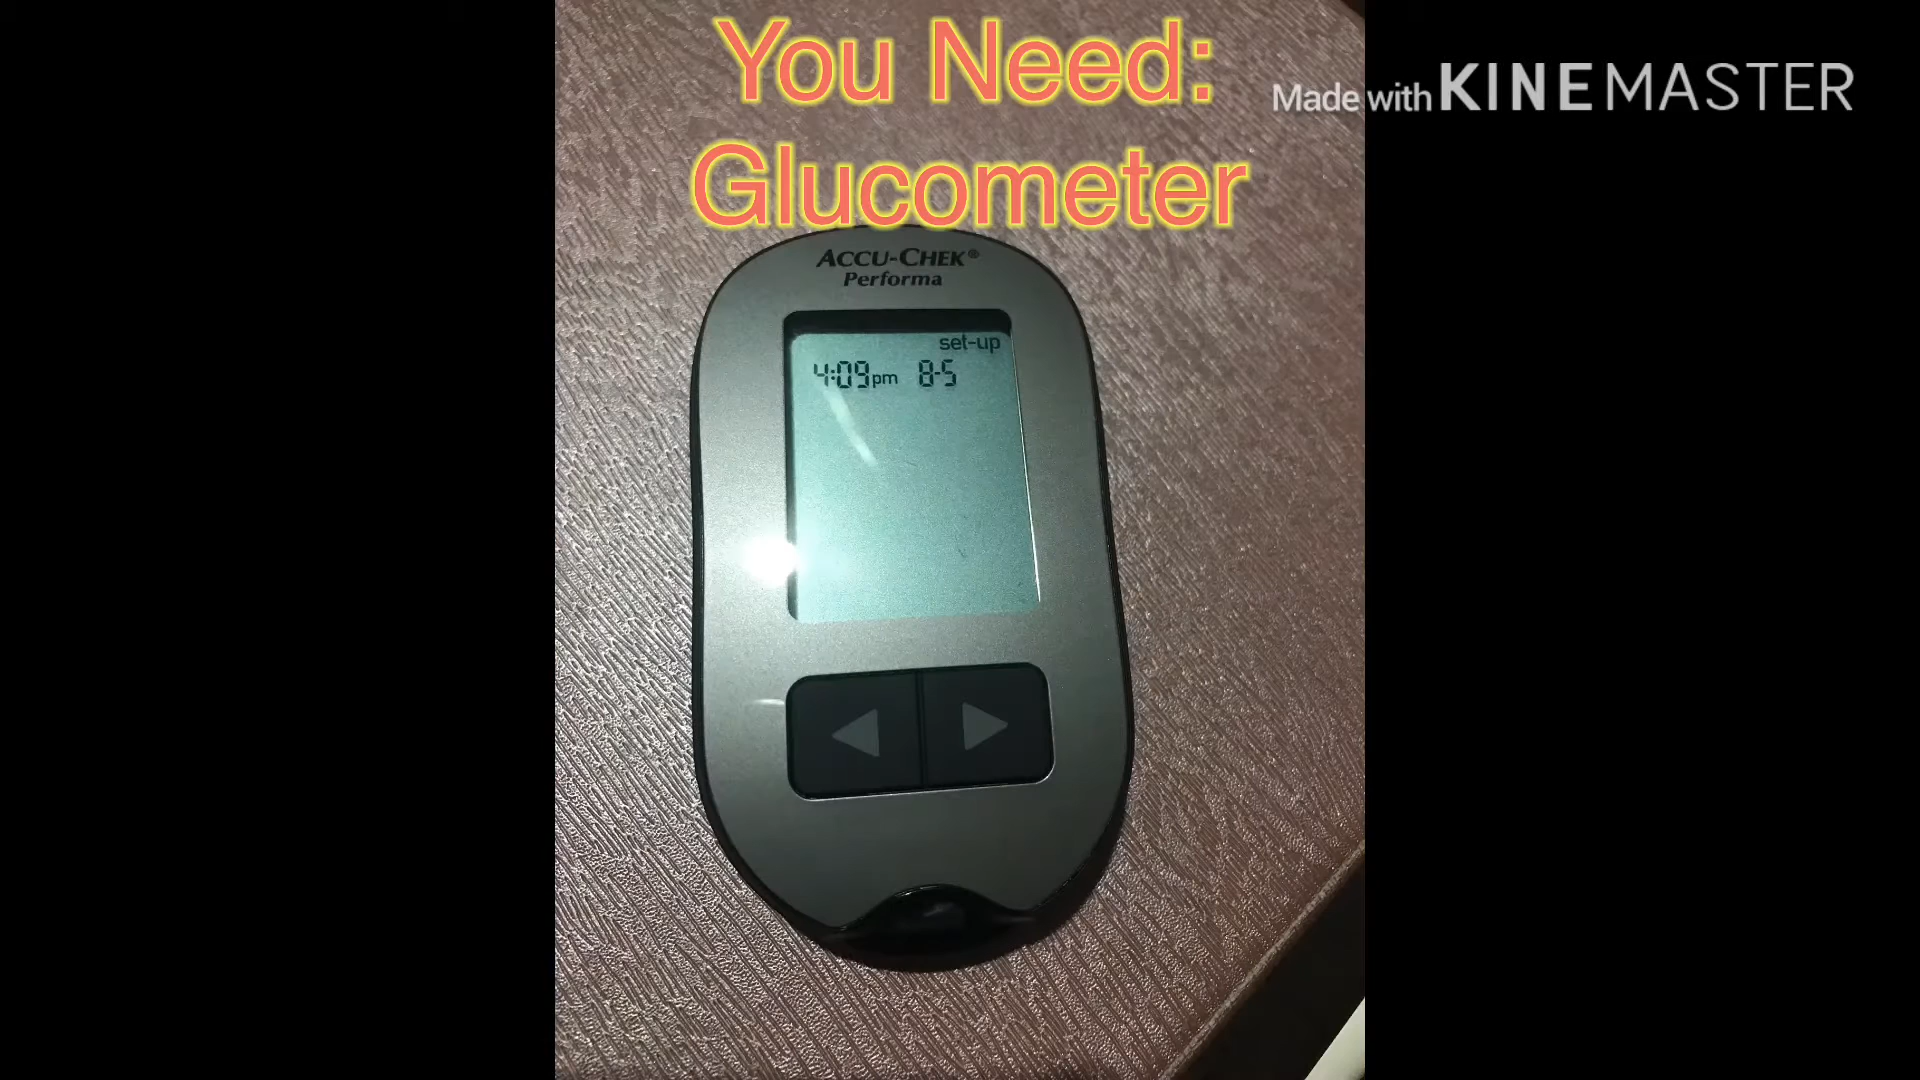 You Need:
Glucometer
Made with KINEMASTER
ACCU-CHEK®
Performa
set-up
4:09pm 8-5